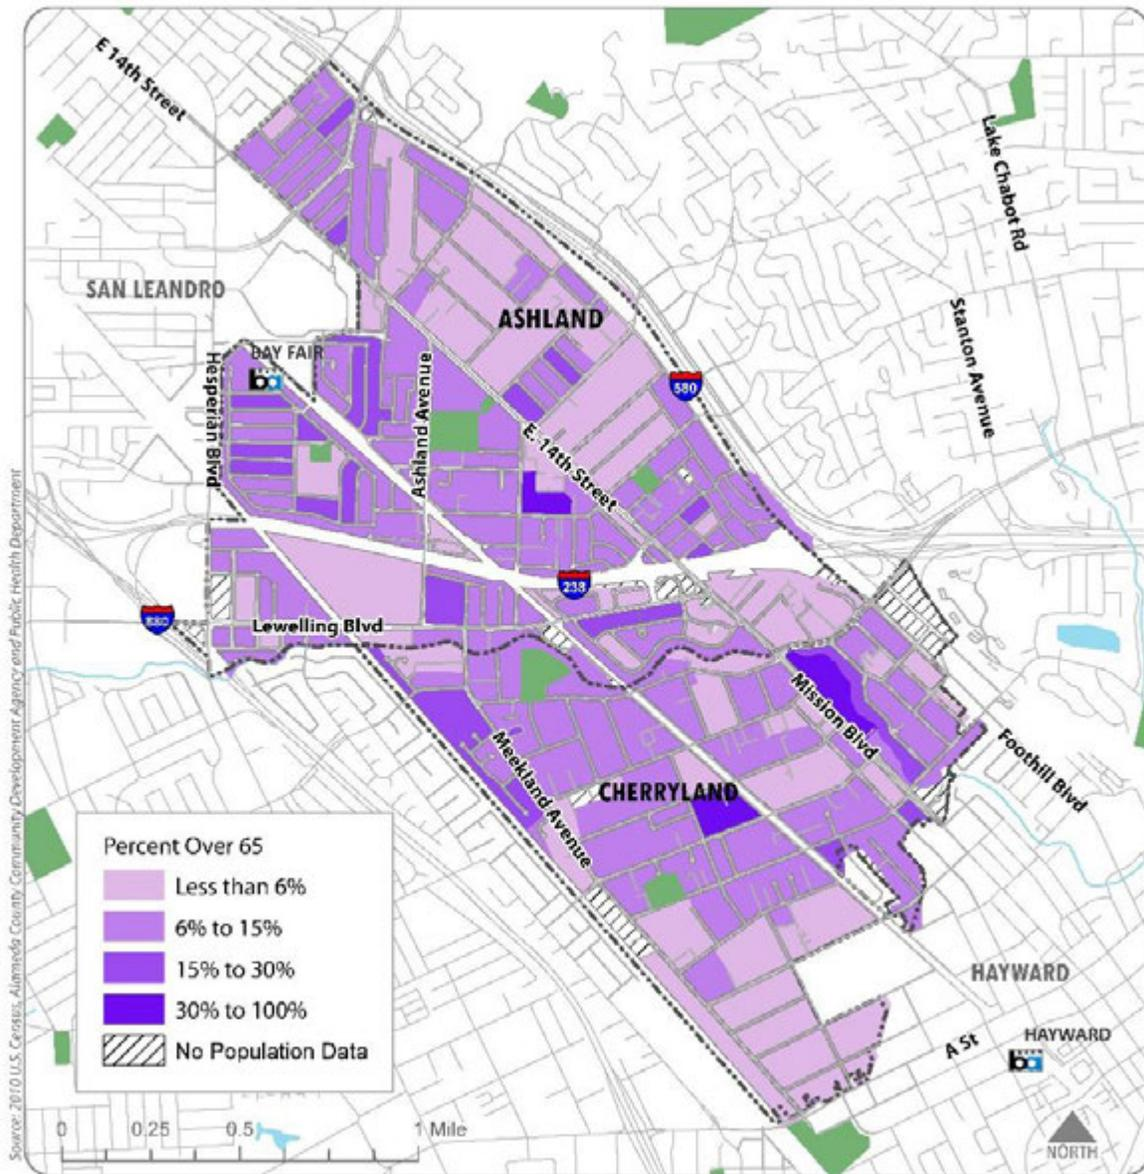 E 14th Street
Lake Chabot Rd
SAN LEANDRO
ASHLAND
Stanton Avenue
BAY FAIR
ba
Hesperian Blvd
Ashland Avenue
580
E. 14th Street
238
880
Lewelling Blvd
Mission Blvd
Meekland Avenue
Foothill Blvd
CHERRYLAND
Percent Over 65
Less than 6%
6% to 15%
15% to 30%
30% to 100%
No Population Data
HAYWARD
HAYWARD
ba
A St
0 0.25 0.5 1 Mile
NORTH
Source: 2010 U.S. Census, Alameda County Community Development Agency and Public Health Department